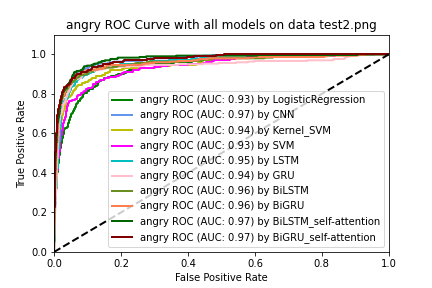 angry ROC Curve with all models on data test2.png
True Positive Rate
1.0
0.8
0.6
0.4
0.2
0.0
angry ROC (AUC: 0.93) by LogisticRegression
angry ROC (AUC: 0.97) by CNN
angry ROC (AUC: 0.94) by Kernel_SVM
angry ROC (AUC: 0.93) by SVM
angry ROC (AUC: 0.95) by LSTM
angry ROC (AUC: 0.94) by GRU
angry ROC (AUC: 0.96) by BiLSTM
angry ROC (AUC: 0.96) by BiGRU
angry ROC (AUC: 0.97) by BiLSTM_self-attention
angry ROC (AUC: 0.97) by BiGRU_self-attention
0.0 0.2 0.4 0.6 0.8 1.0
False Positive Rate